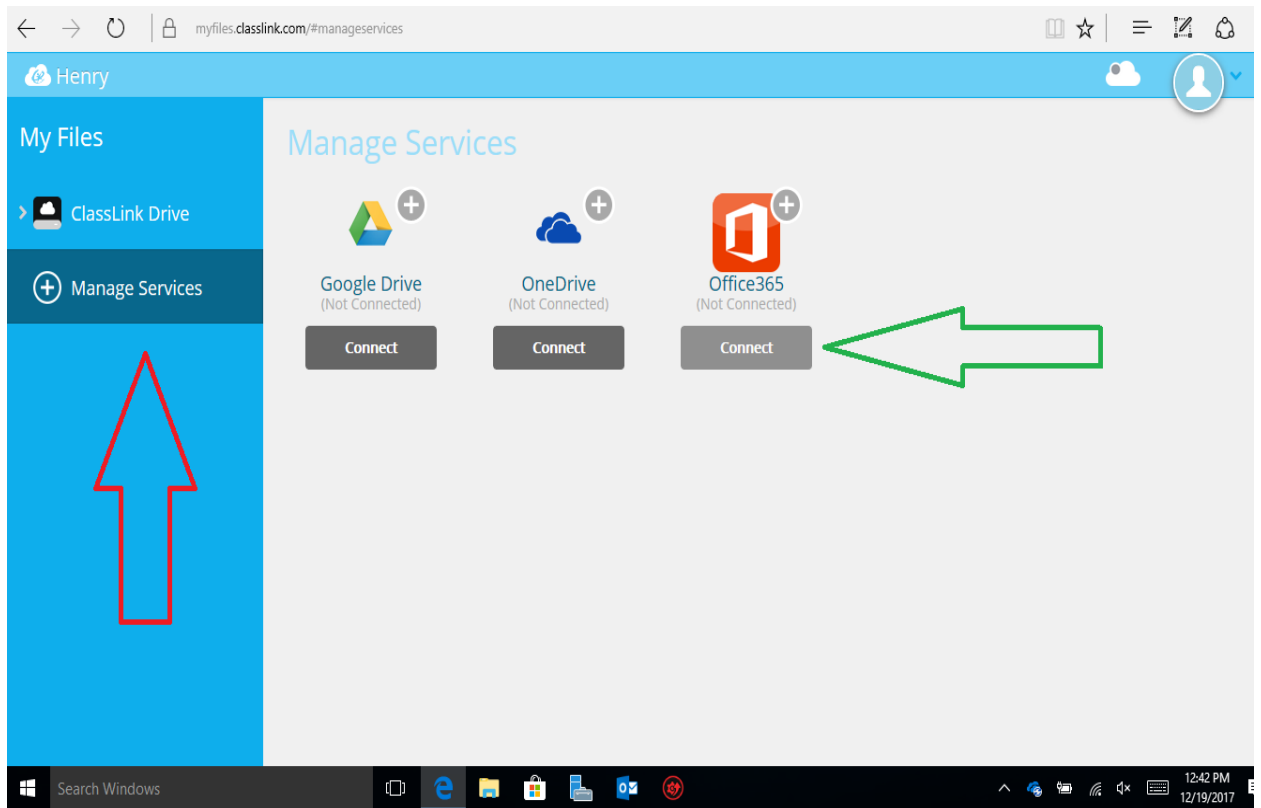 myfiles.classlink.com/#manageservices
Henry
My Files
ClassLink Drive
Manage Services
Manage Services
Google Drive
(Not Connected)
Connect
OneDrive
(Not Connected)
Connect
Office365
(Not Connected)
Connect
Search Windows
12:42 PM
12/19/2017